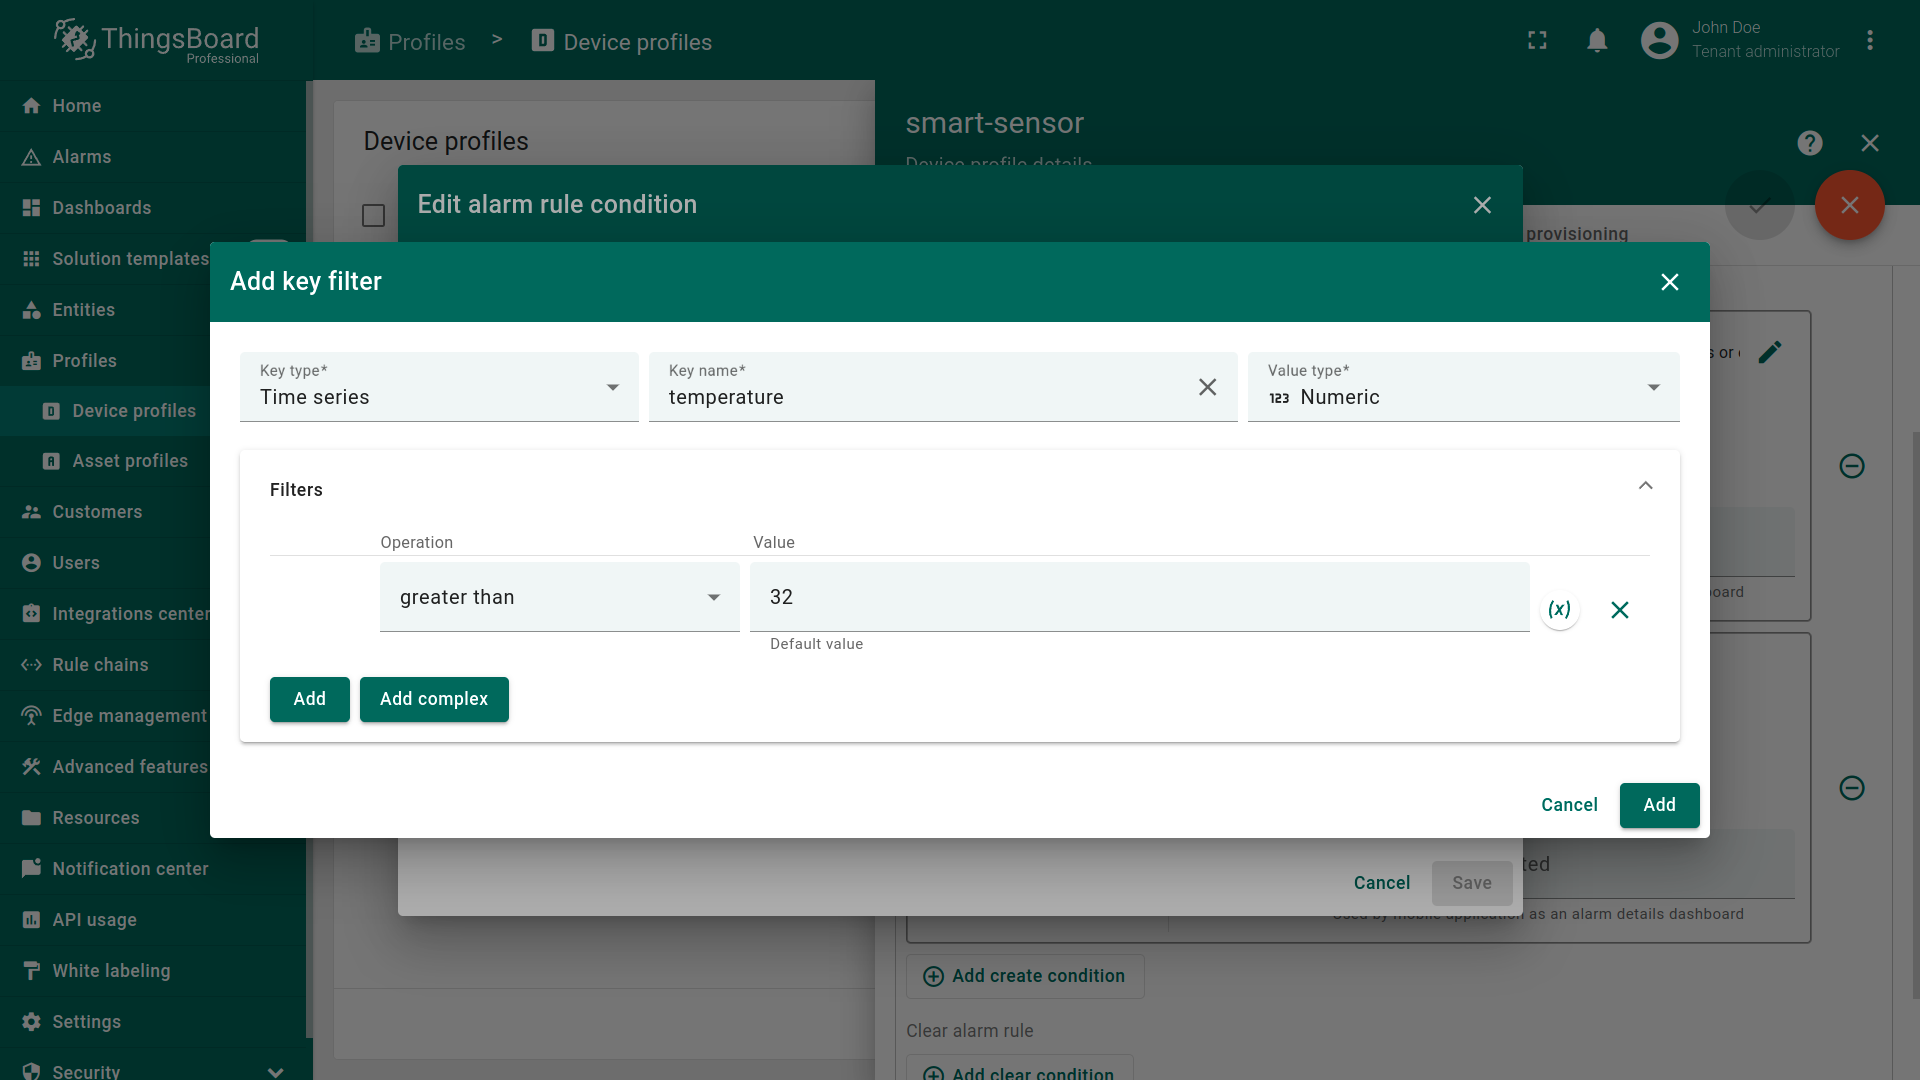 ThingsBoard
Professional
Profiles > Device profiles
John Doe
Tenant administrator
Home
Alarms
Dashboards
Solution templates
Entities
Profiles
Device profiles
Asset profiles
Customers
Users
Integrations center
Rule chains
Edge management
Advanced features
Resources
Notification center
API usage
White labeling
Settings
Security
Device profiles
smart-sensor
Device profile details
provisioning
Edit alarm rule condition
Add key filter
Key type*
Time series
Key name*
temperature
Value type*
123 Numeric
Filters
Operation
Value
greater than
32
(x)
Default value
Add
Add complex
Cancel
Add
Cancel
Save
s or
oard
ted
Used by mobile application as an alarm details dashboard
Add create condition
Clear alarm rule
Add clear condition